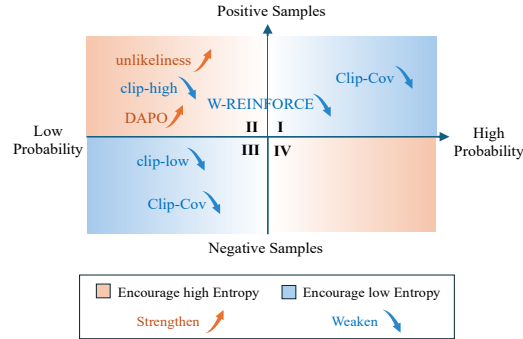 Positive Samples
unlikeliness
clip-high
Clip-Cov
W-REINFORCE
DAPO
Low
Probability
II I
High
Probability
III IV
clip-low
Clip-Cov
Negative Samples
Encourage high Entropy
Encourage low Entropy
Strengthen
Weaken